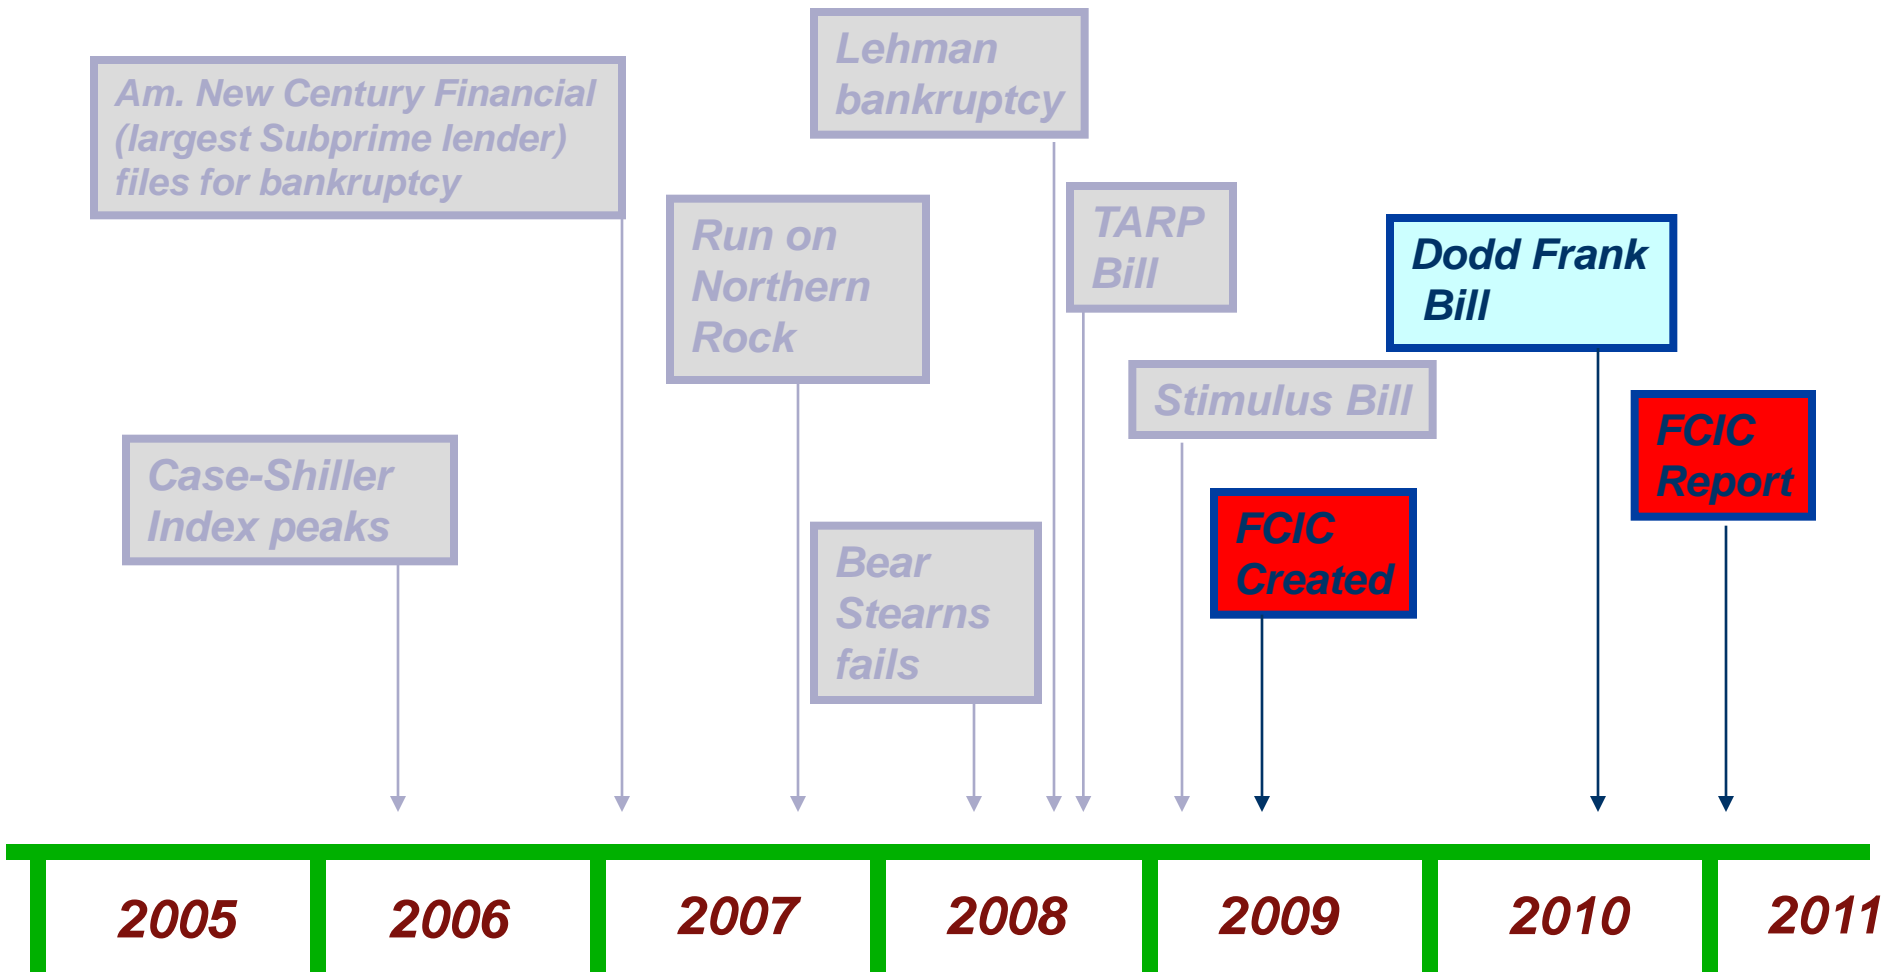 Lehman
bankruptcy
Am. New Century Financial
(largest Subprime lender)
files for bankruptcy
Run on
Northern
Rock
TARP
Bill
Dodd Frank
Bill
Stimulus Bill
FCIC
Report
Case-Shiller
Index peaks
FCIC
Created
Bear
Stearns
fails
2005
2006
2007
2008
2009
2010
2011